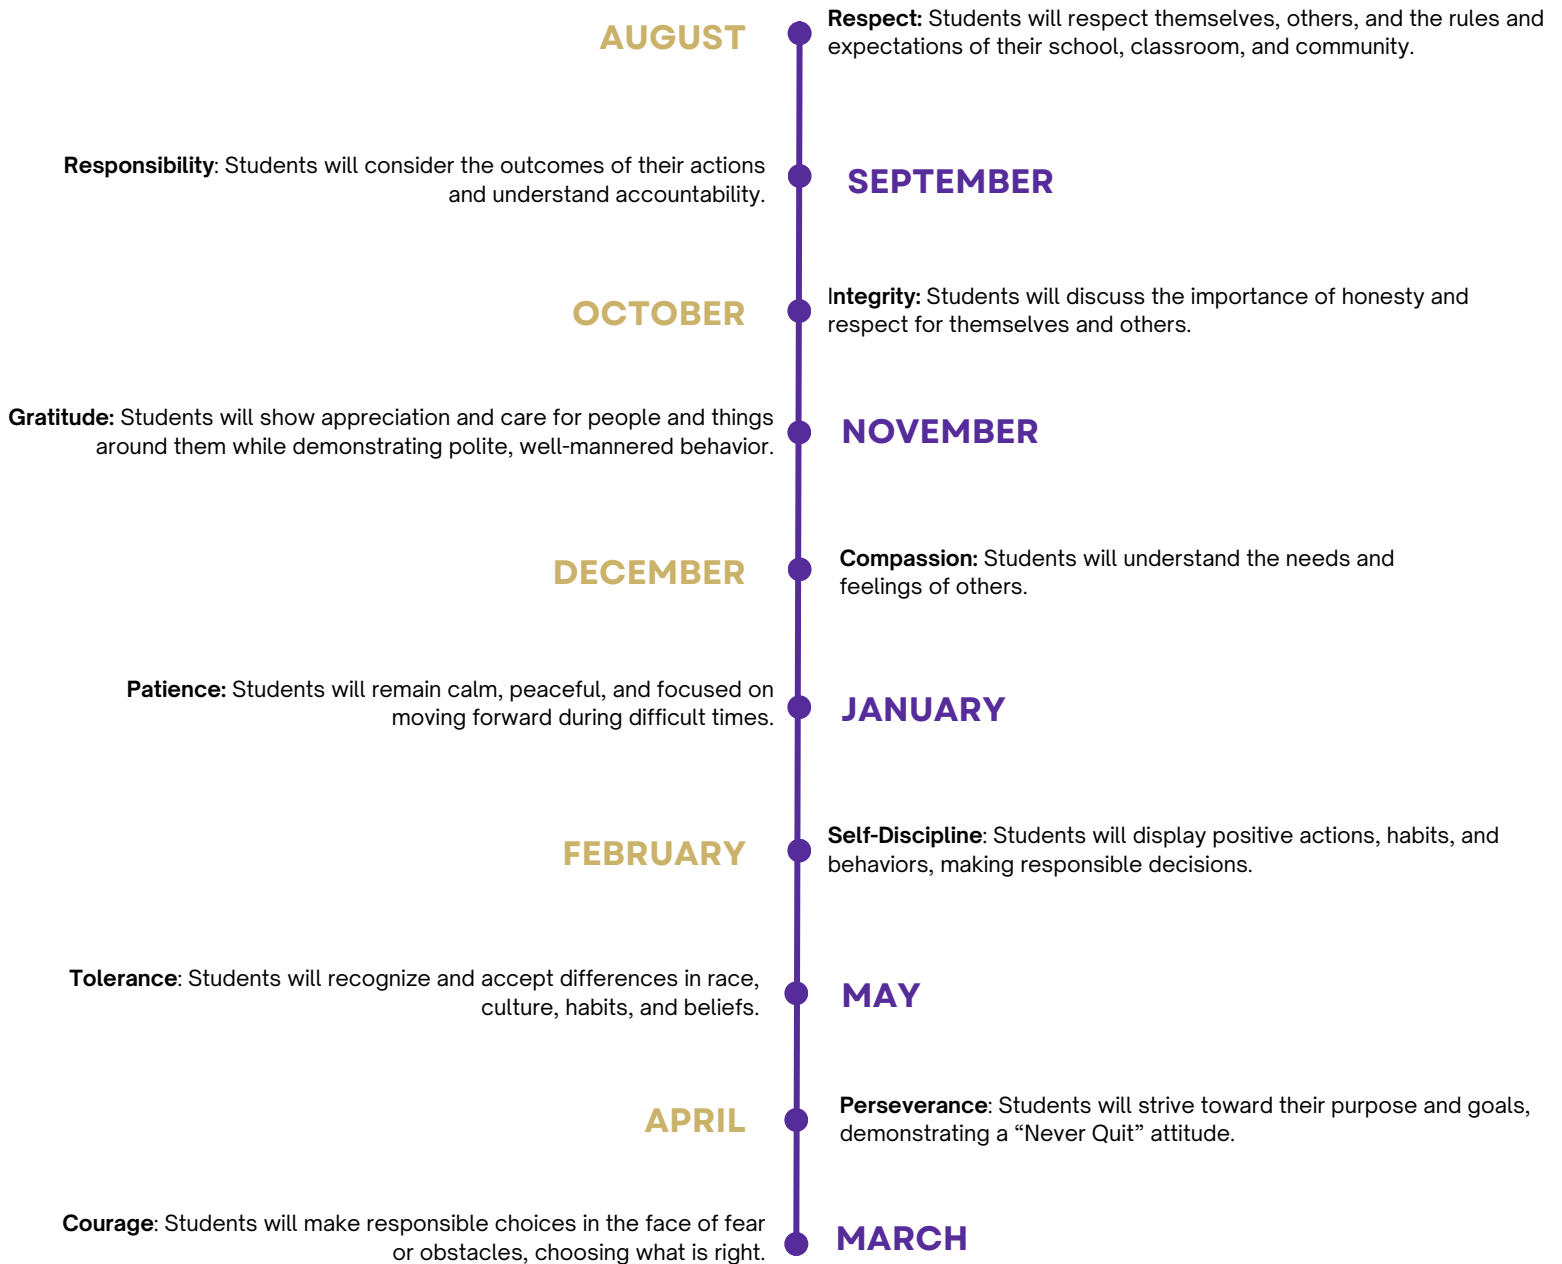 AUGUST
Respect: Students will respect themselves, others, and the rules and
expectations of their school, classroom, and community.
Responsibility: Students will consider the outcomes of their actions
and understand accountability.
SEPTEMBER
OCTOBER
Integrity: Students will discuss the importance of honesty and
respect for themselves and others.
Gratitude: Students will show appreciation and care for people and things
around them while demonstrating polite, well-mannered behavior.
NOVEMBER
DECEMBER
Compassion: Students will understand the needs and
feelings of others.
Patience: Students will remain calm, peaceful, and focused on
moving forward during difficult times.
JANUARY
FEBRUARY
Self-Discipline: Students will display positive actions, habits, and
behaviors, making responsible decisions.
Tolerance: Students will recognize and accept differences in race,
culture, habits, and beliefs.
MAY
APRIL
Perseverance: Students will strive toward their purpose and goals,
demonstrating a “Never Quit” attitude.
Courage: Students will make responsible choices in the face of fear
or obstacles, choosing what is right.
MARCH